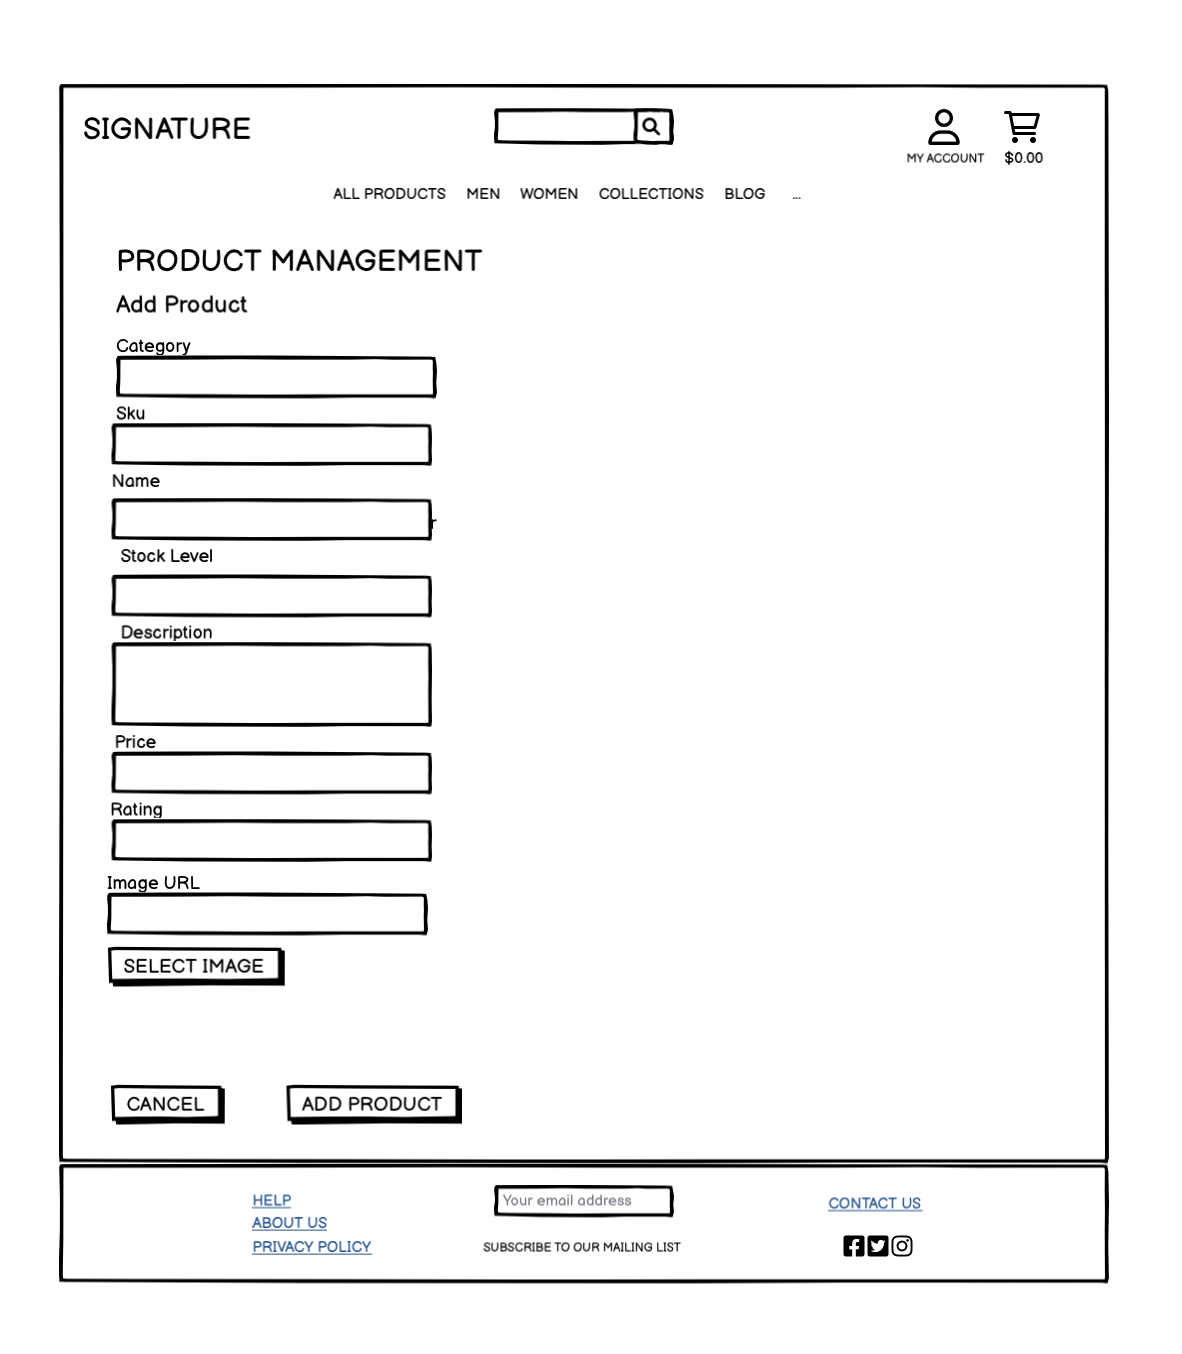 SIGNATURE
MY ACCOUNT $0.00
ALL PRODUCTS MEN WOMEN COLLECTIONS BLOG ...
PRODUCT MANAGEMENT
Add Product
Category
Sku
Name
r
Stock Level
Description
Price
Rating
Image URL
SELECT IMAGE
CANCEL ADD PRODUCT
HELP
ABOUT US
PRIVACY POLICY
Your email address
SUBSCRIBE TO OUR MAILING LIST
CONTACT US